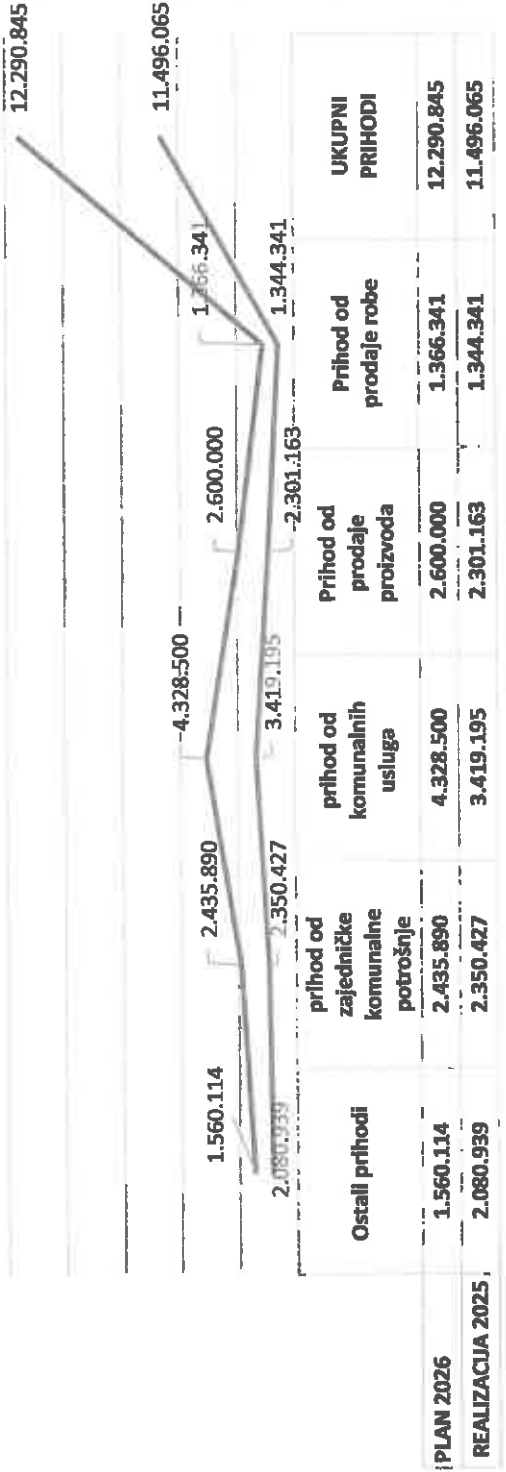 12.290.845
11.496.065
1.366.341
1.344.341
2.600.000
2.301.163
4.328.500
3.419.195
2.435.890
2.350.427
1.560.114
2.080.939
Ostali prihodi
prihod od
zajedničke
komunalne
potrošnje
prihod od
komunalnih
usluga
Prihod od
prodaje
proizvoda
Prihod od
prodaje robe
UKUPNI
PRIHODI
PLAN 2026 1.560.114 2.435.890 4.328.500 2.600.000 1.366.341 12.290.845
REALIZACIJA 2025 2.080.939 2.350.427 3.419.195 2.301.163 1.344.341 11.496.065